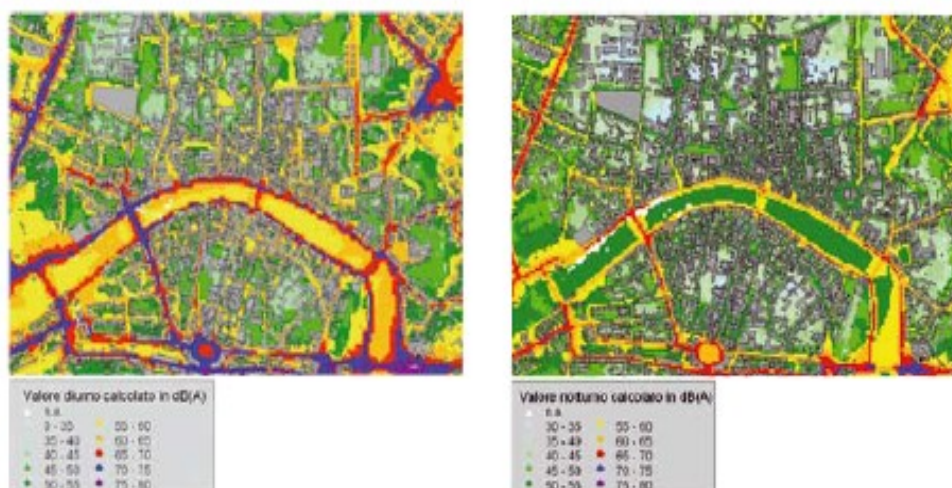 Valore diurno calcolato in dB(A)
n.a.
0 - 35 55 - 60
35 - 40 60 - 65
40 - 45 65 - 70
45 - 50 70 - 75
50 - 55 75 - 80
Valore notturno calcolato in dB(A)
n.a.
30 - 35 55 - 60
35 - 40 60 - 65
40 - 45 65 - 70
45 - 50 70 - 75
50 - 55 75 - 80